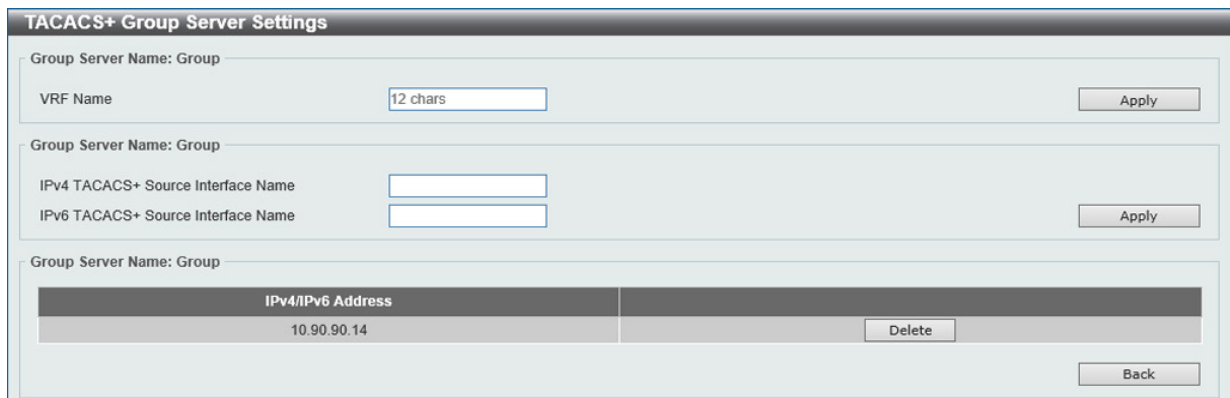 TACACS+ Group Server Settings
Group Server Name: Group
VRF Name 12 chars Apply
Group Server Name: Group
IPv4 TACACS+ Source Interface Name
IPv6 TACACS+ Source Interface Name Apply
Group Server Name: Group
IPv4/IPv6 Address
10.90.90.14 Delete
Back